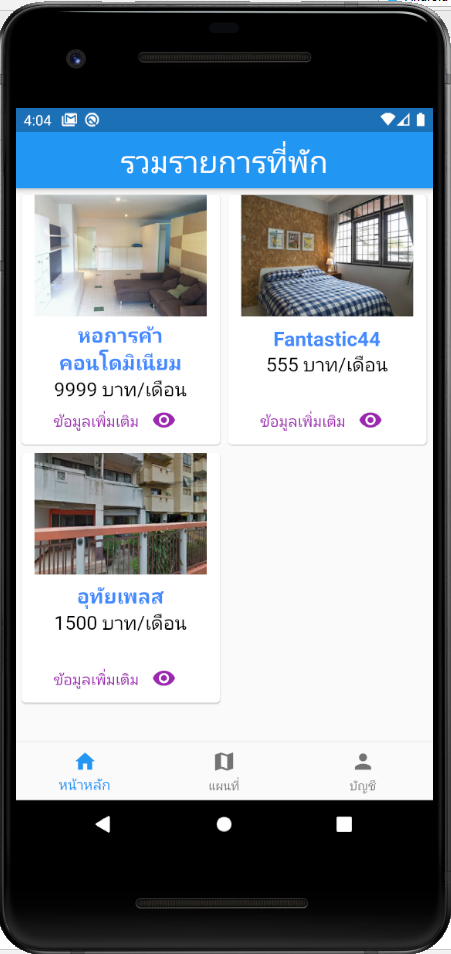 4:04
รวมรายการที่พัก
หอการค้า
คอนโดมิเนียม
9999 บาท/เดือน
ข้อมูลเพิ่มเติม
Fantastic44
555 บาท/เดือน
ข้อมูลเพิ่มเติม
อุทัยเพลส
1500 บาท/เดือน
ข้อมูลเพิ่มเติม
หน้าหลัก
แผนที่
บัญชี